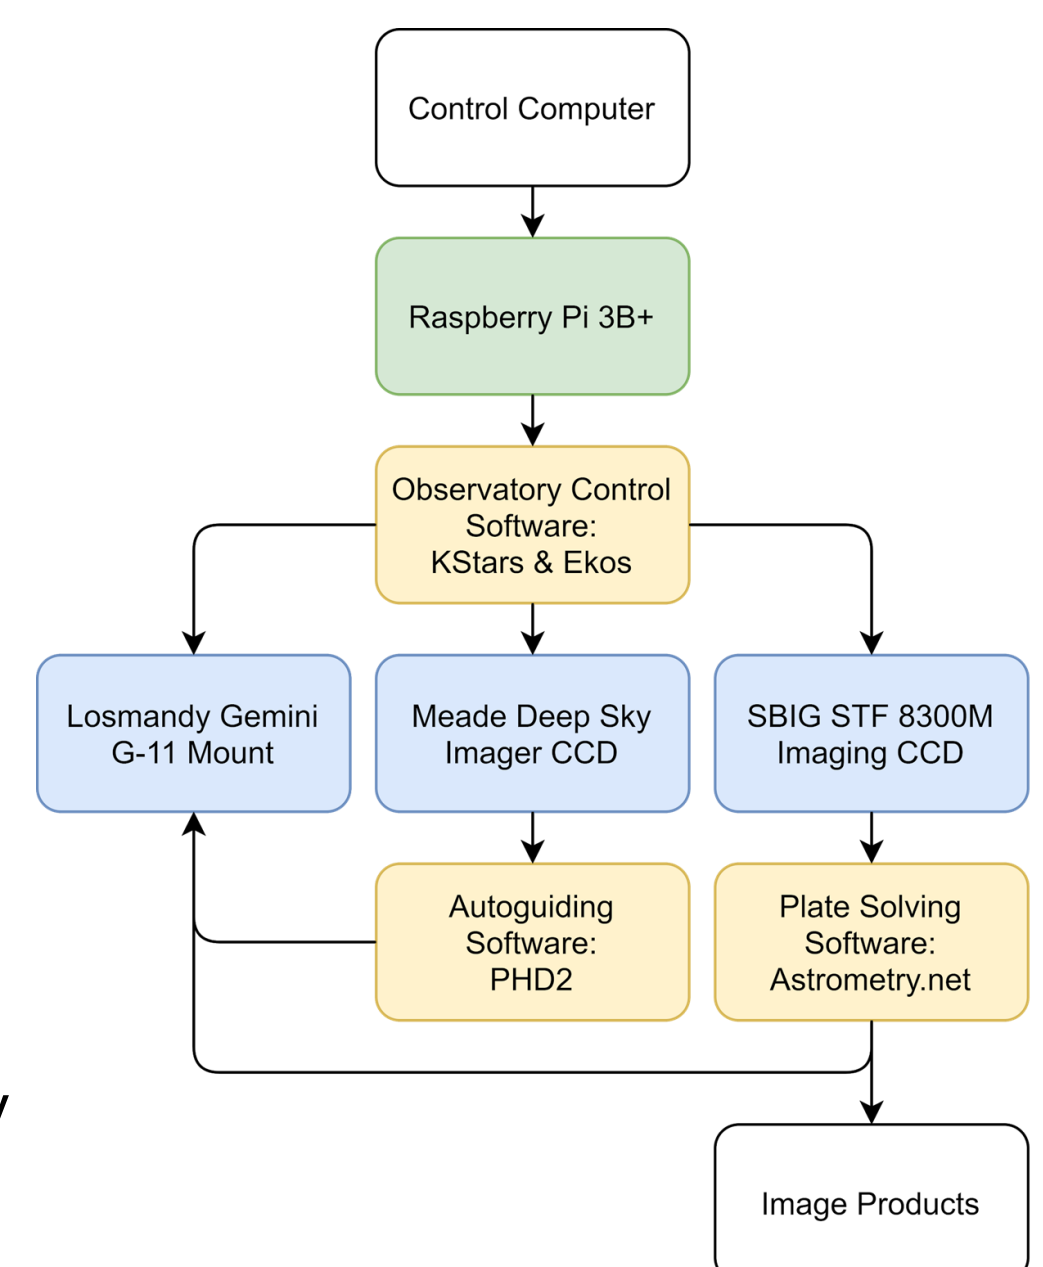 Control Computer
Raspberry Pi 3B+
Observatory Control
Software:
KStars & Ekos
Losmandy Gemini
G-11 Mount
Meade Deep Sky
Imager CCD
SBIG STF 8300M
Imaging CCD
Autoguiding
Software:
PHD2
Plate Solving
Software:
Astrometry.net
Image Products